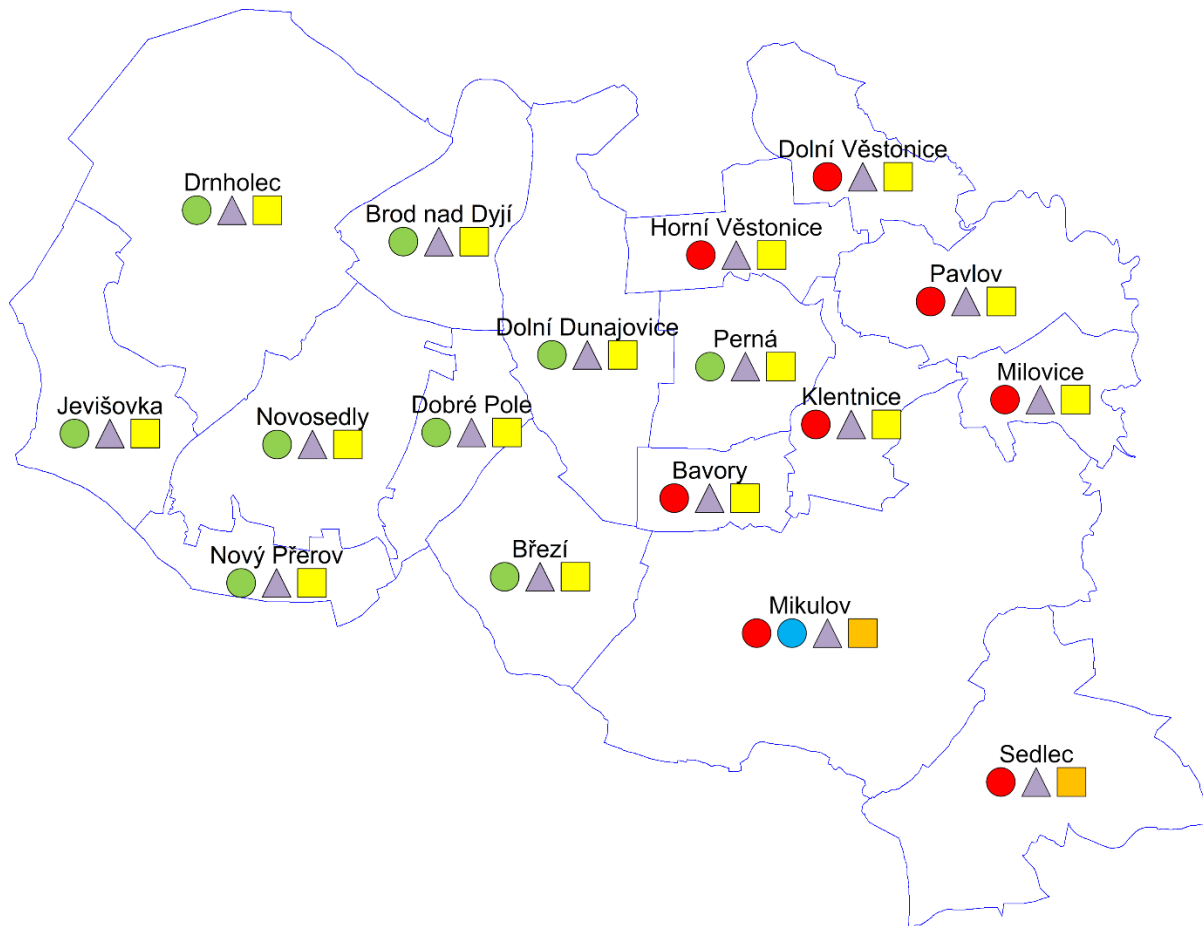 Dolní Věstonice
Drnholec
Brod nad Dyjí
Horní Věstonice
Pavlov
Dolní Dunajovice
Perná
Milovice
Jevišovka
Novosedly
Dobré Pole
Klentnice
Bavory
Nový Přerov
Březí
Mikulov
Sedlec